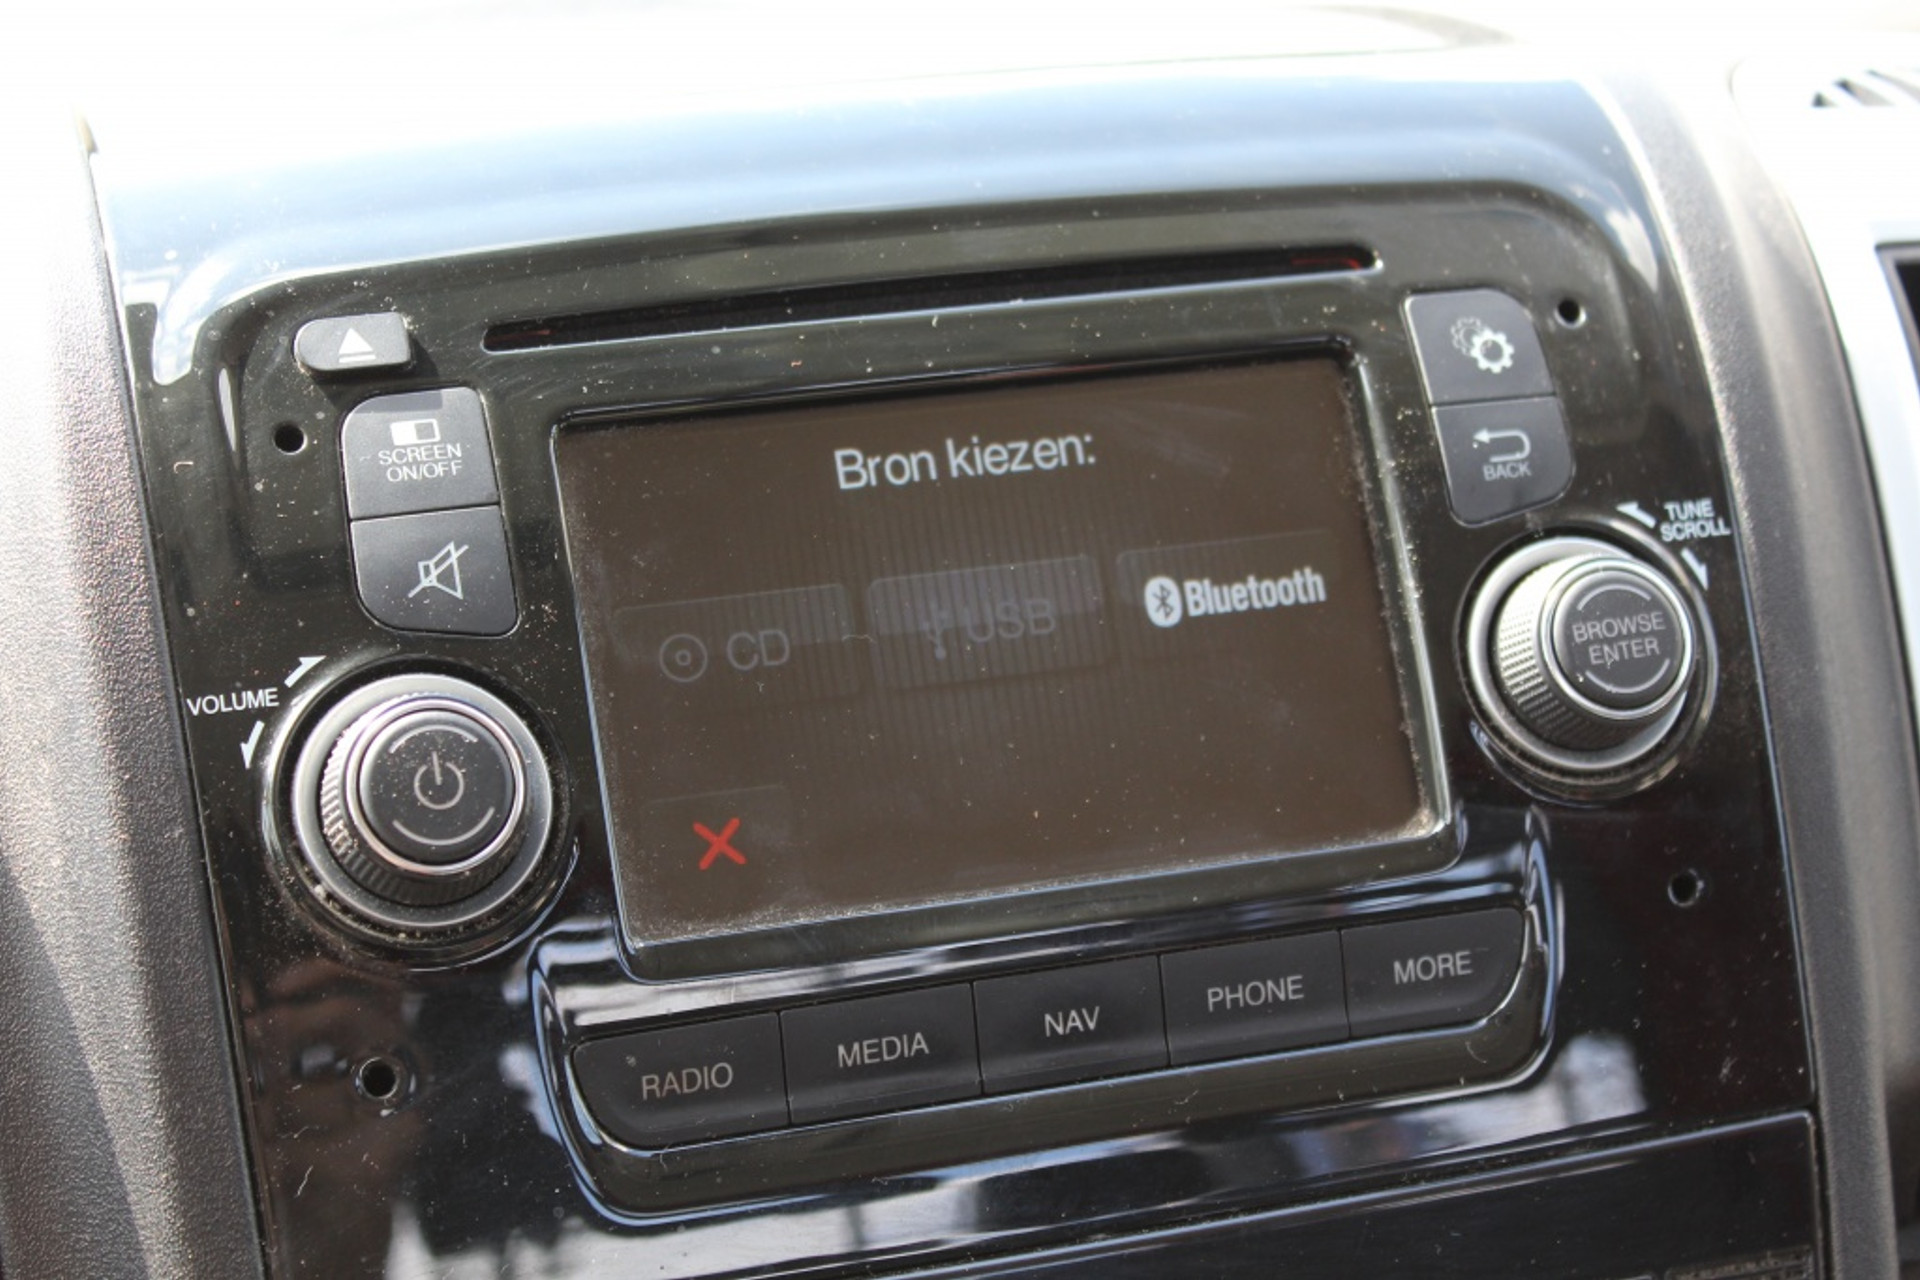 SCREEN
ON/OFF
VOLUME
Bron kiezen:
CD
USB
Bluetooth
BACK
TUNE
SCROLL
BROWSE
ENTER
RADIO
MEDIA
NAV
PHONE
MORE